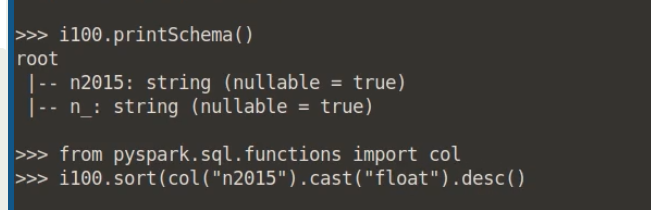 >>> i100.printSchema()
root
 |-- n2015: string (nullable = true)
 |-- n_: string (nullable = true)
>>> from pyspark.sql.functions import col
>>> i100.sort(col("n2015").cast("float").desc()